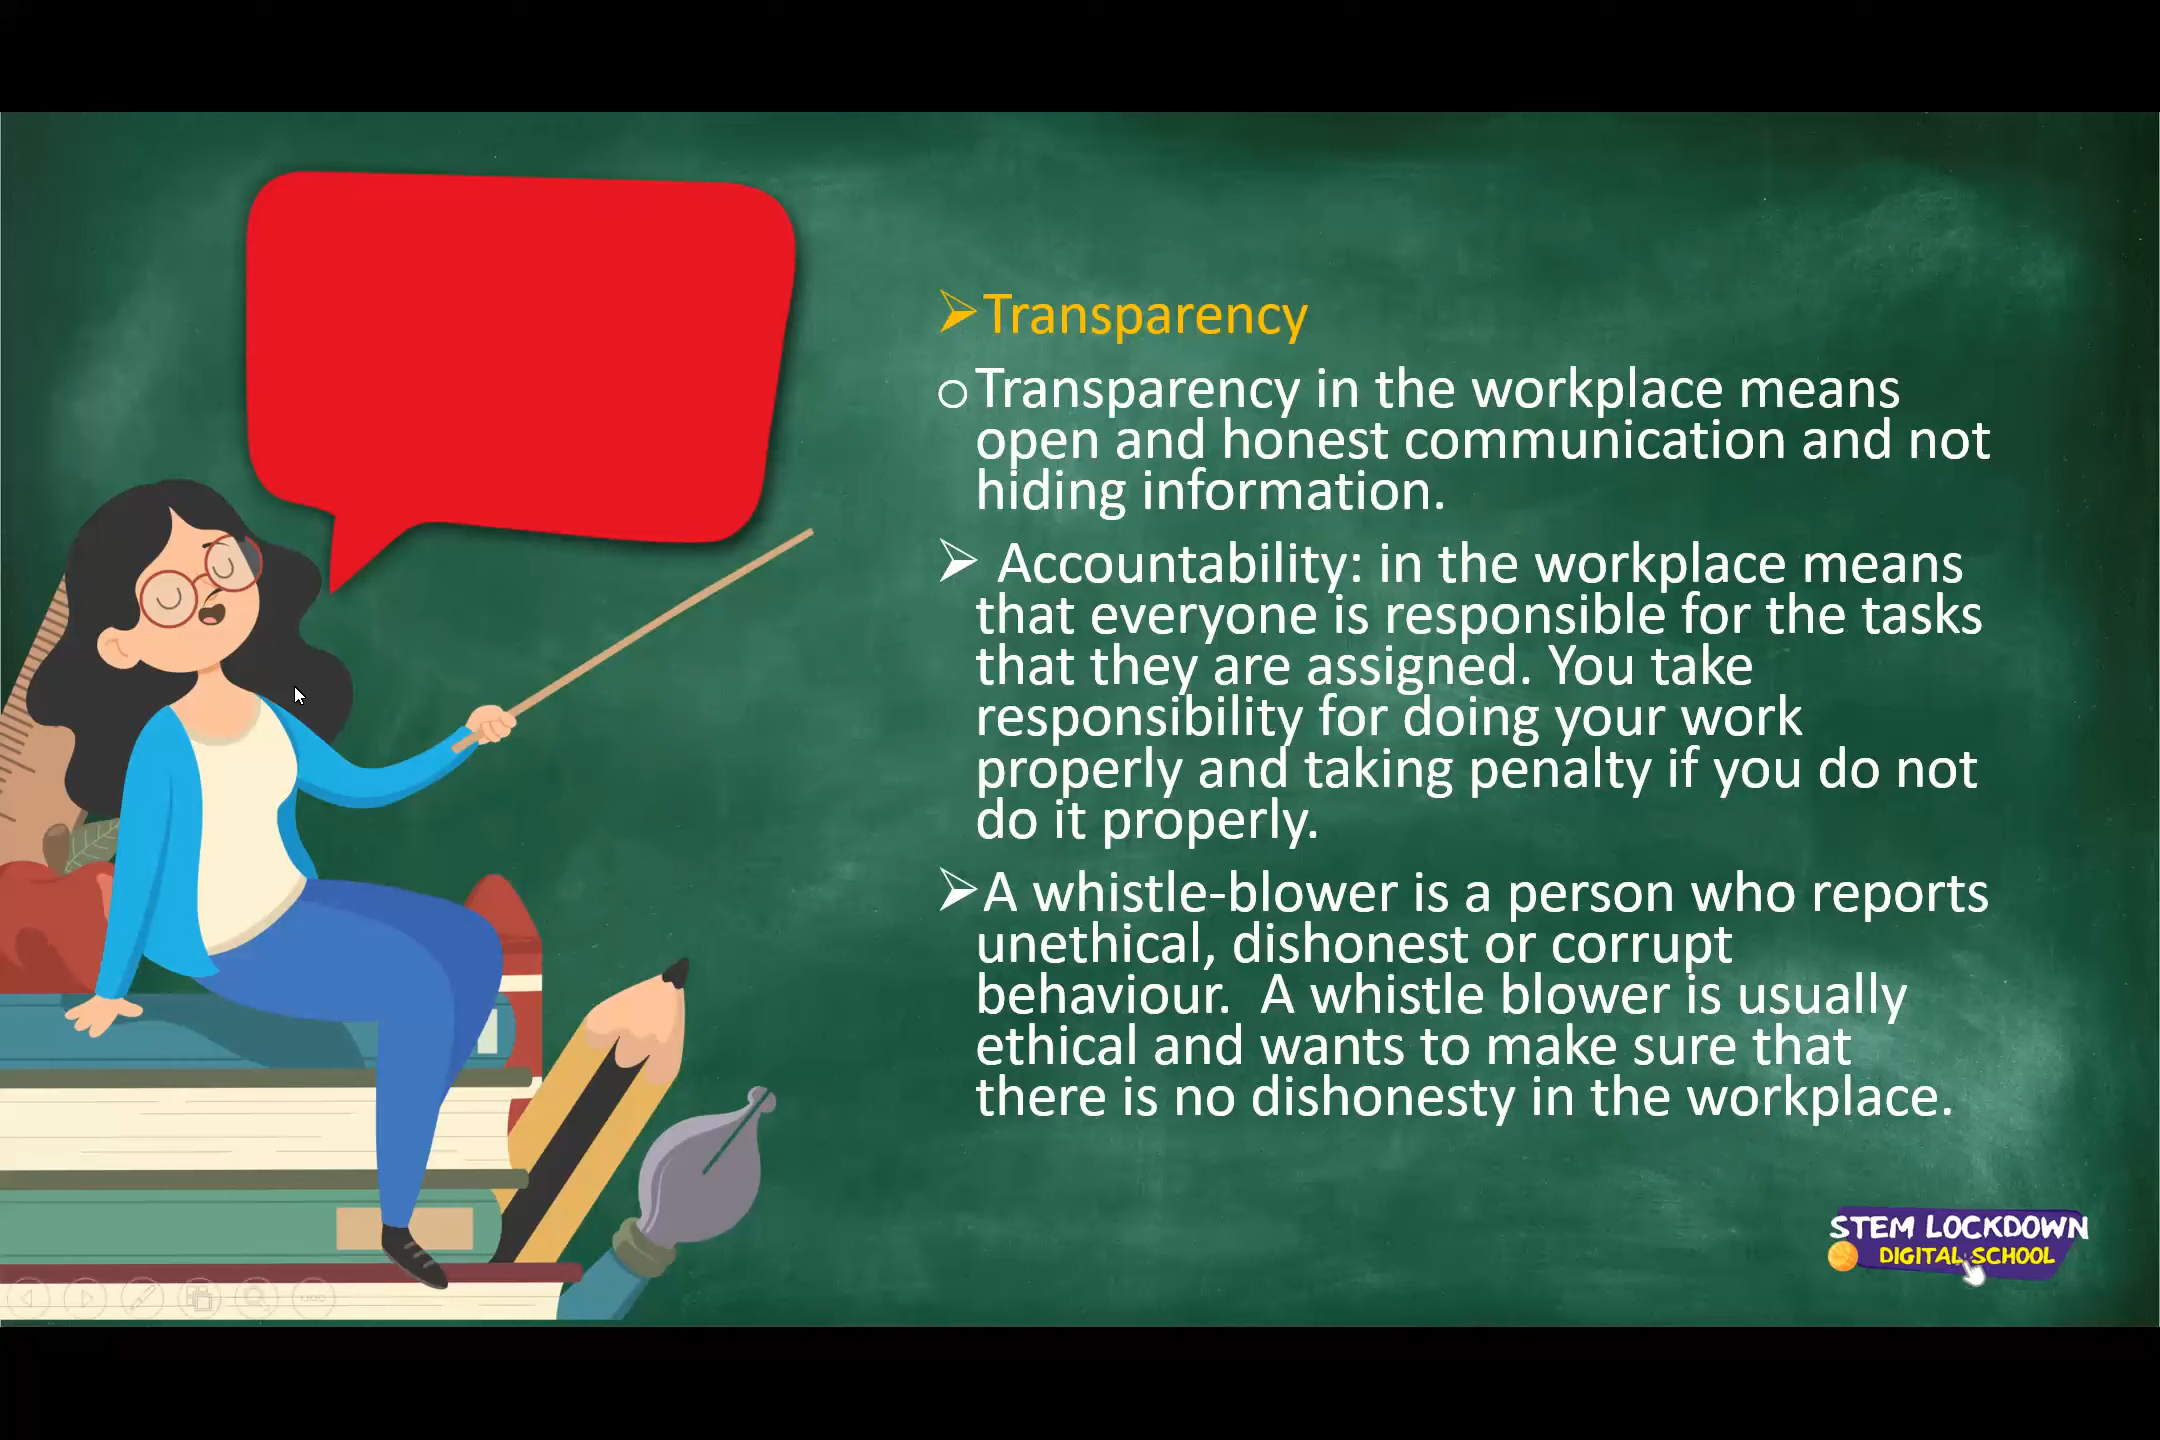 ➢Transparency
oTransparency in the workplace means
open and honest communication and not
hiding information.
➢ Accountability: in the workplace means
that everyone is responsible for the tasks
that they are assigned. You take
responsibility for doing your work
properly and taking penalty if you do not
do it properly.
➢A whistle-blower is a person who reports
unethical, dishonest or corrupt
behaviour.  A whistle blower is usually
ethical and wants to make sure that
there is no dishonesty in the workplace.
STEM LOCKDOWN
DIGITAL SCHOOL